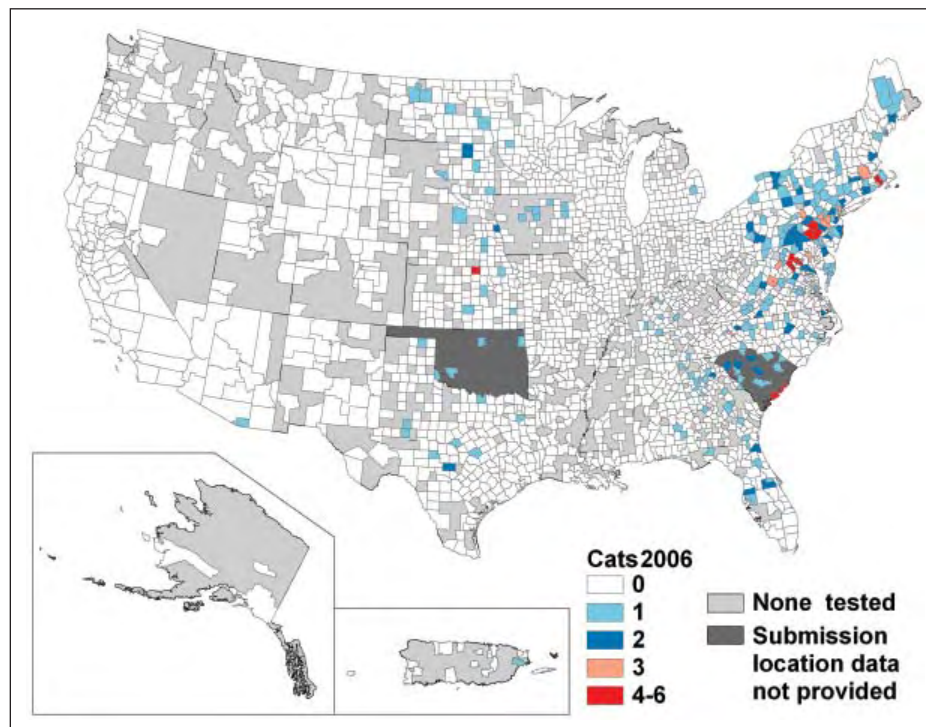 Cats 2006
0
1
2
3
4-6
None tested
Submission
location data
not provided